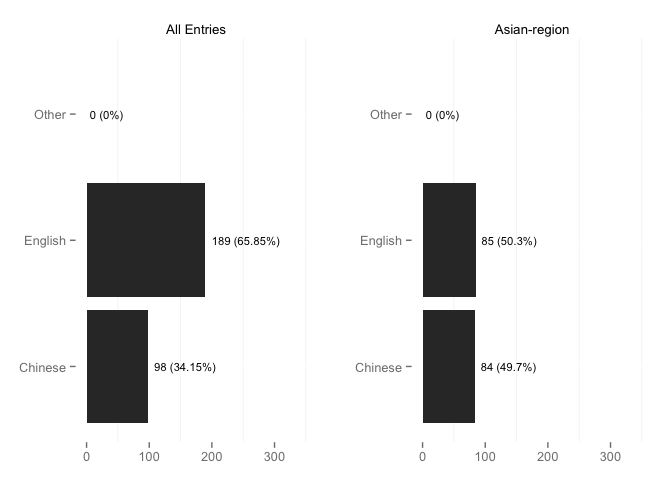 All Entries
Asian-region
Other
0 (0%)
Other
0 (0%)
English
189 (65.85%)
English
85 (50.3%)
Chinese
98 (34.15%)
Chinese
84 (49.7%)
0 100 200 300
0 100 200 300